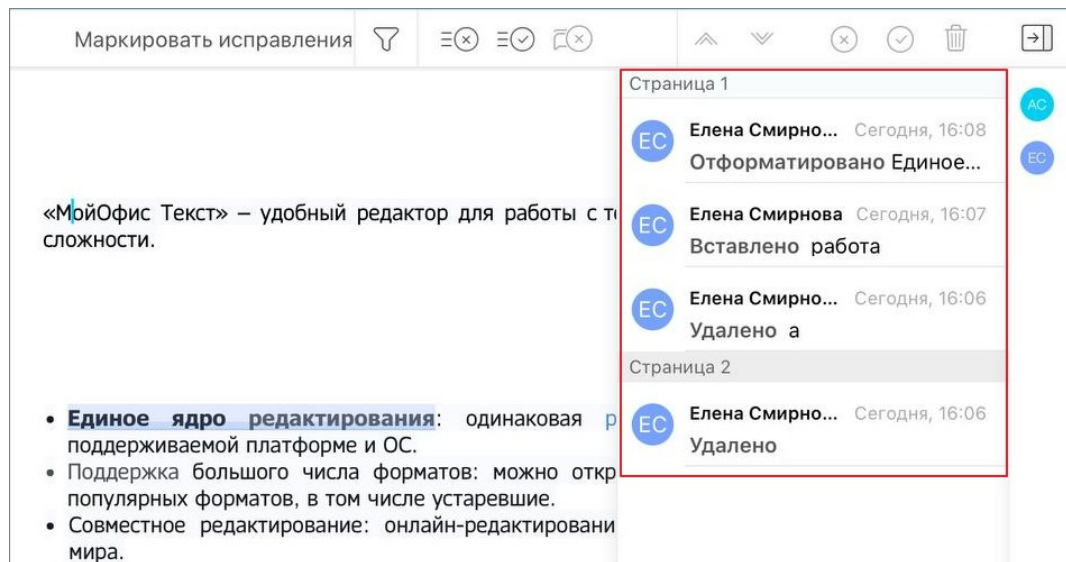 Маркировать исправления
«МойОфис Текст» – удобный редактор для работы с
сложности.
• Единое ядро редактирования: одинаковая
поддерживаемой платформе и ОС.
• Поддержка большого числа форматов: можно откр
популярных форматов, в том числе устаревшие.
• Совместное редактирование: онлайн-редактировани
мира.
Страница 1
ЕС
Елена Смирно... Сегодня, 16:08
Отформатировано Единое...
ЕС
Елена Смирнова Сегодня, 16:07
Вставлено работа
ЕС
Елена Смирно... Сегодня, 16:06
Удалено а
Страница 2
ЕС
Елена Смирно... Сегодня, 16:06
Удалено
АС
ЕС